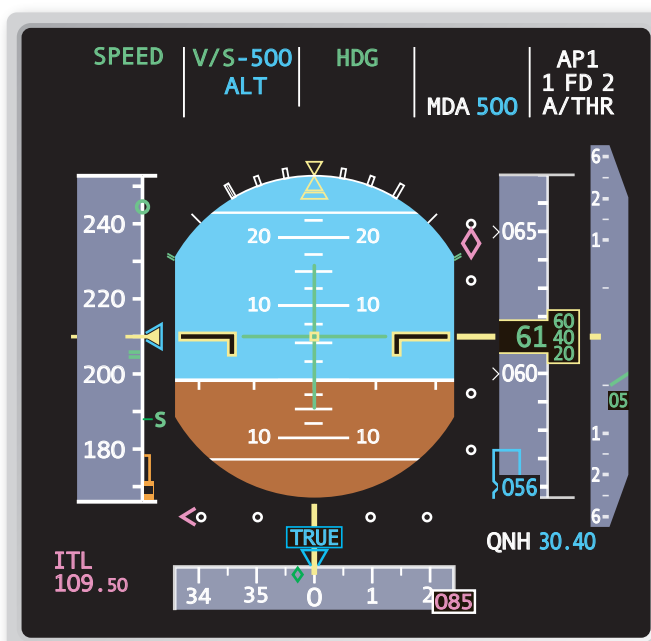 SPEED
V/S-500
HDG
AP1
ALT
1 FD 2
MDA 500
A/THR
6
2
240
20 20
065
1
220
10 10
60
61 40
20
200
060
05
S
180
10 10
1
2
056
6
TRUE
QNH 30.40
ITL
109.50
34 35 0 1 2
085